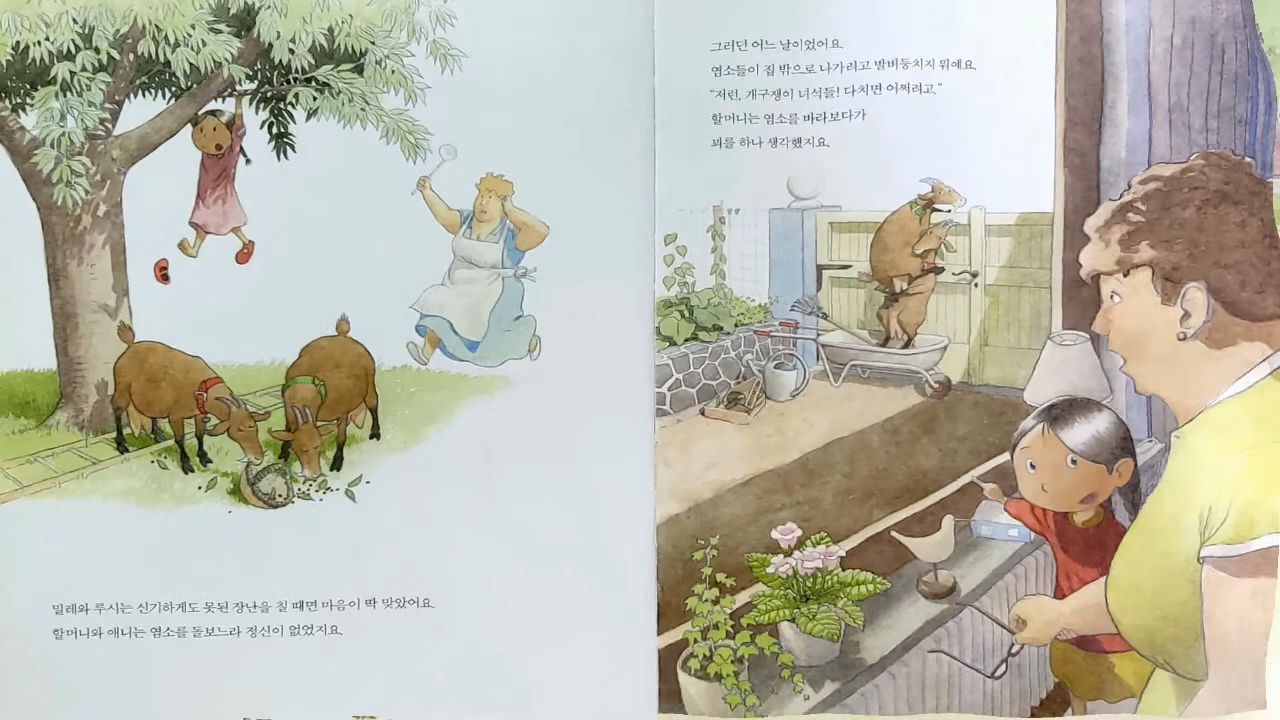 밀레와 루시는 신기하게도 못된 장난을 칠 때면 마음이 딱 맞았어요.
할머니와 애니는 염소를 돌보느라 정신이 없었지요.
그러던 어느 날이었어요.
염소들이 집 밖으로 나가려고 발버둥치지 뭐예요.
“저런, 개구쟁이 녀석들! 다치면 어쩌려고.”
할머니는 염소를 바라보다가
꾀를 하나 생각했지요.